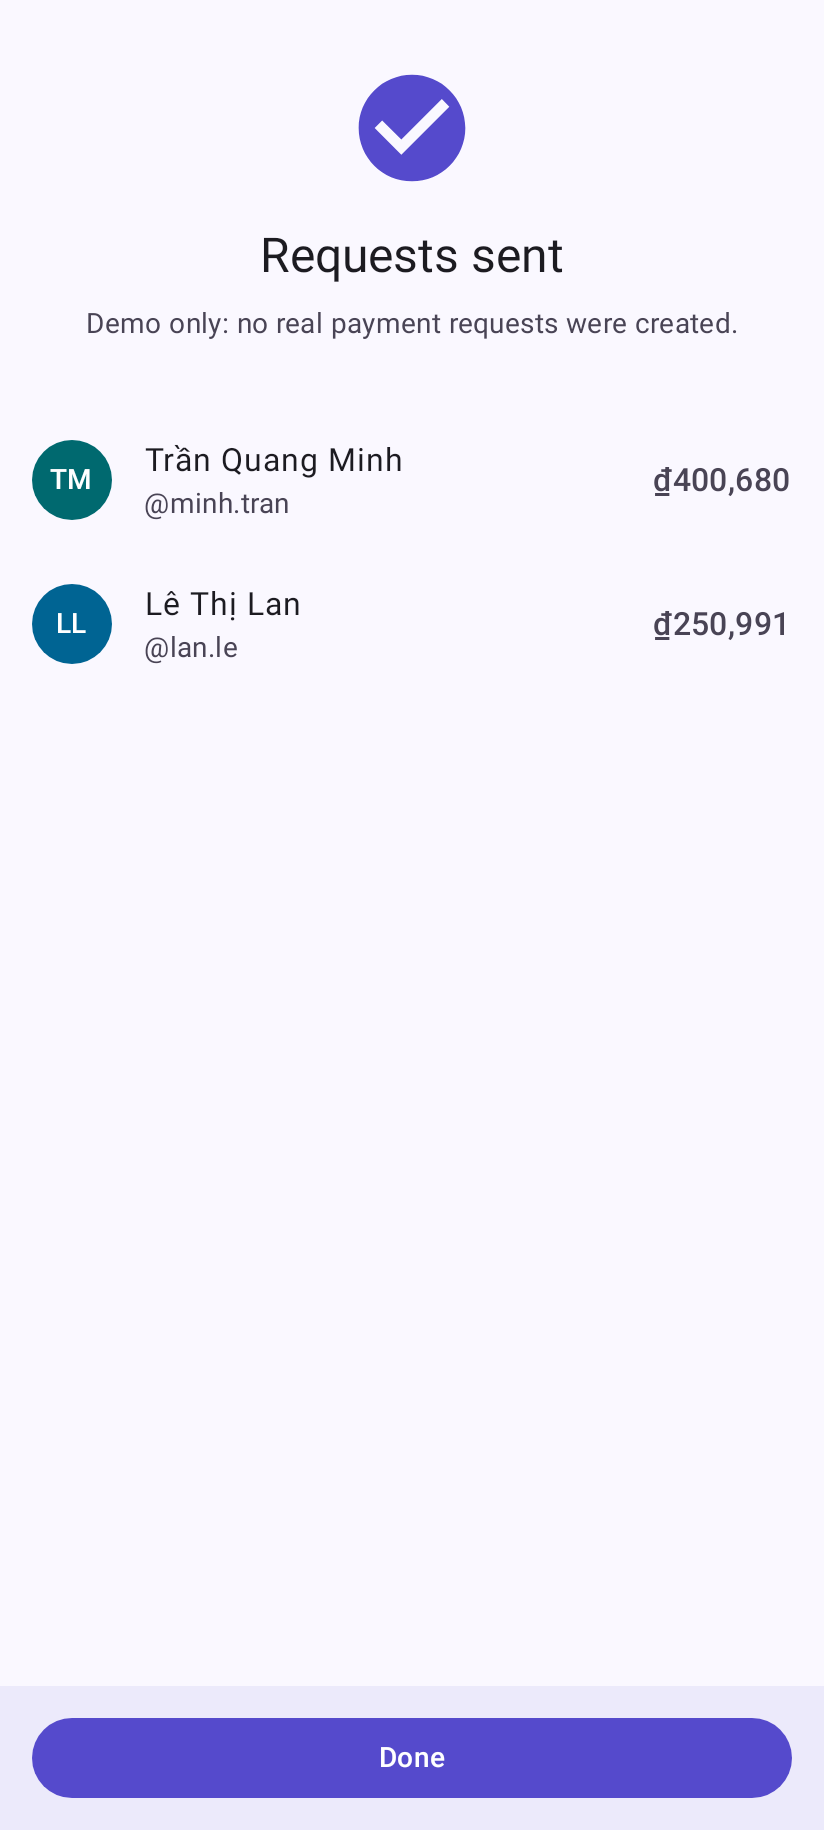 Requests sent
Demo only: no real payment requests were created.
TM
Trần Quang Minh
@minh.tran
₫400,680
LL
Lê Thị Lan
@lan.le
₫250,991
Done